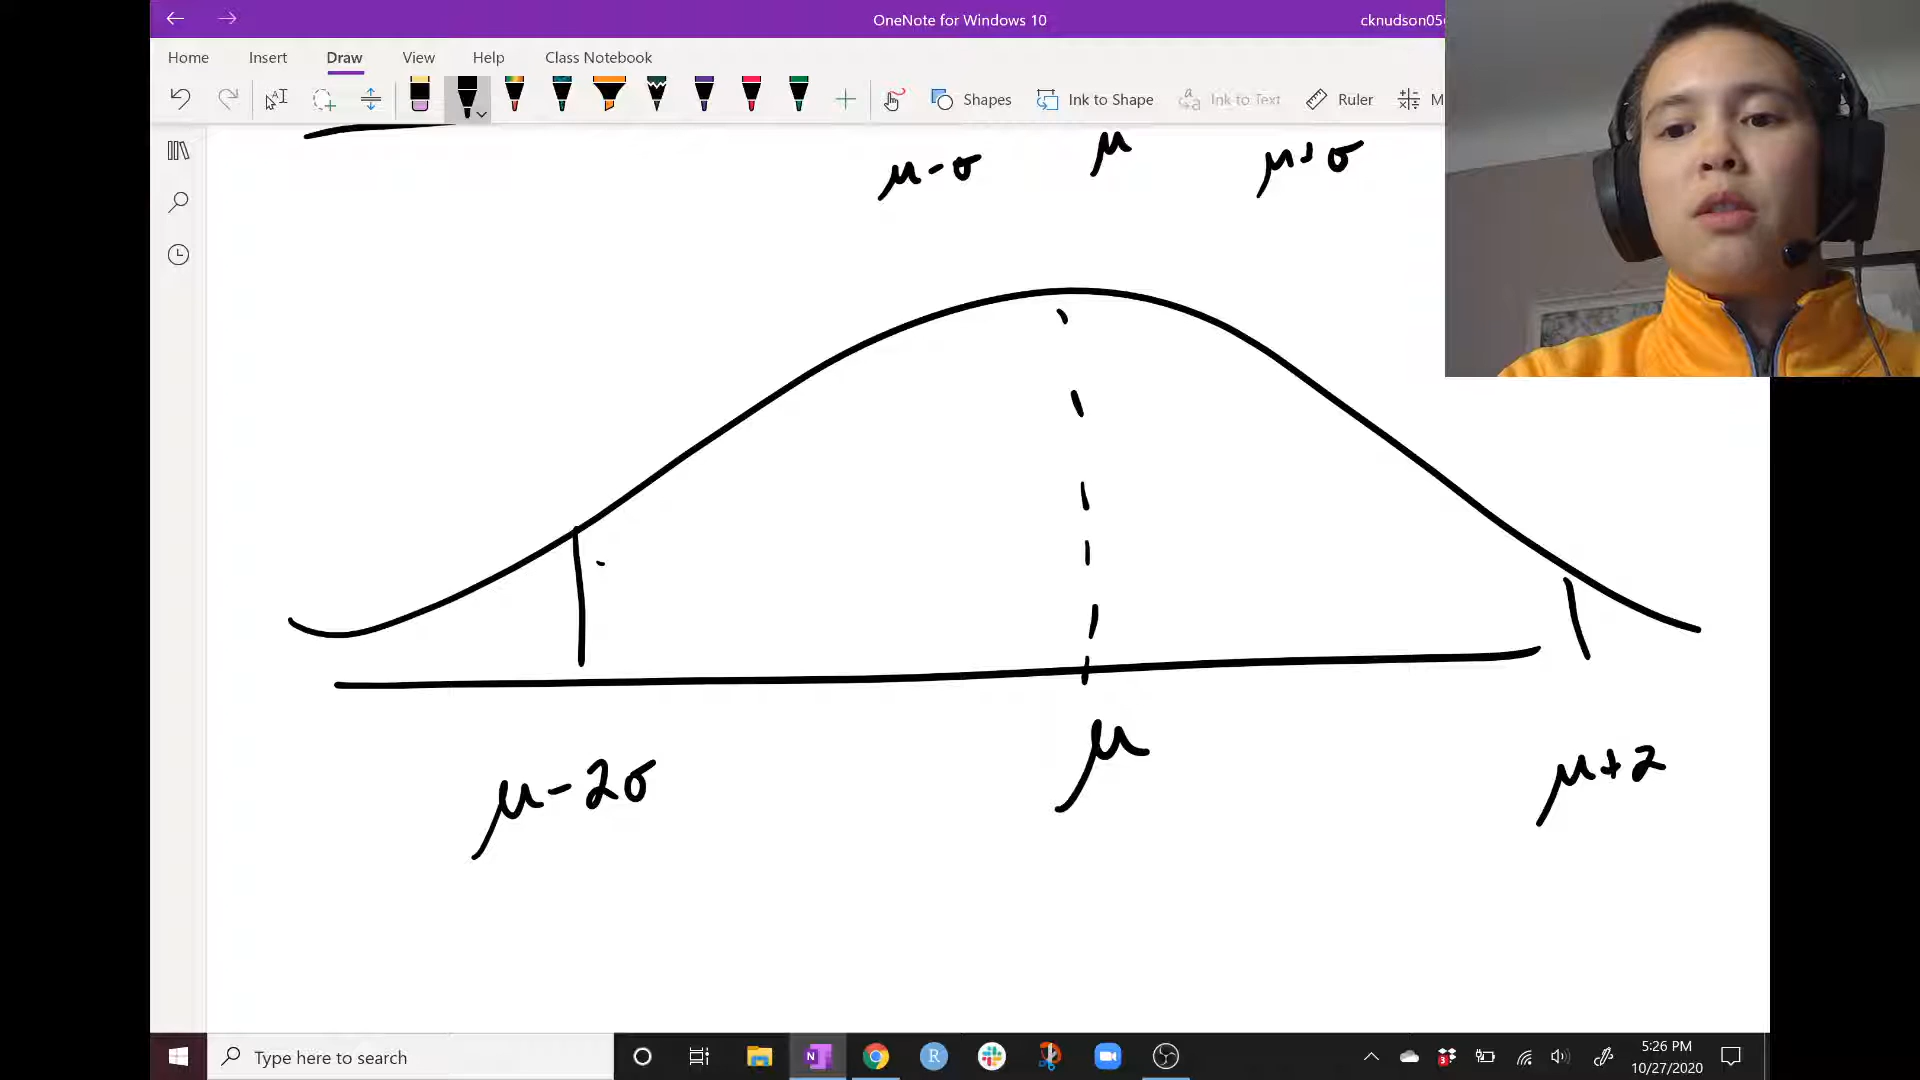 OneNote for Windows 10
cknudson05
Home Insert Draw View Help Class Notebook
Shapes Ink to Shape Ink to Text Ruler M
μ-σ μ μ+σ
μ-2σ μ μ+2
Type here to search
5:26 PM
10/27/2020